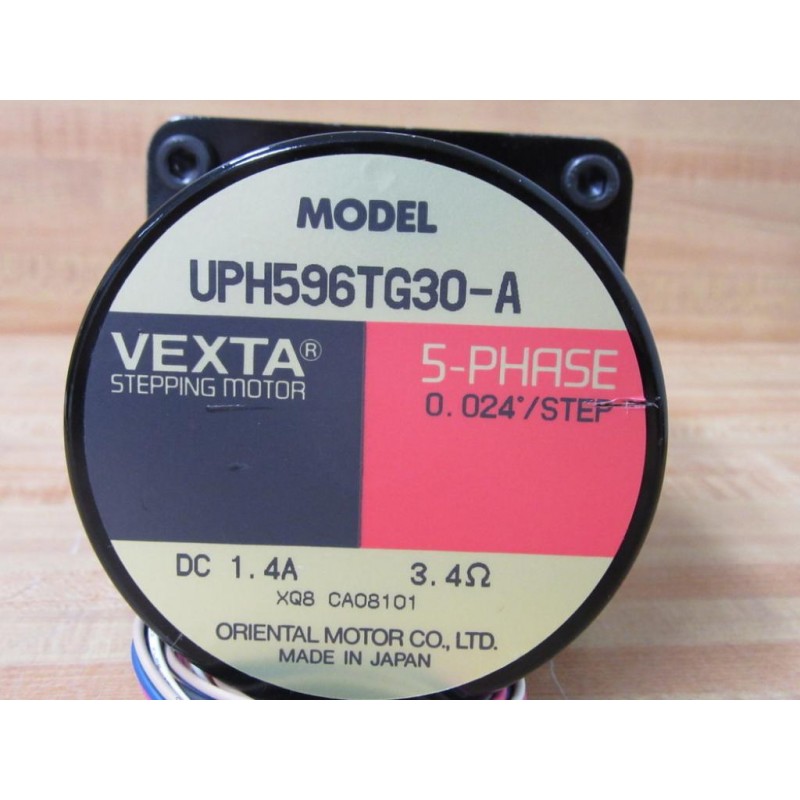 MODEL
UPH596TG30-A
VEXTA®
STEPPING MOTOR
5-PHASE
0.024°/STEP
DC 1.4A 3.4Ω
XQ8 CA08101
ORIENTAL MOTOR CO., LTD.
MADE IN JAPAN